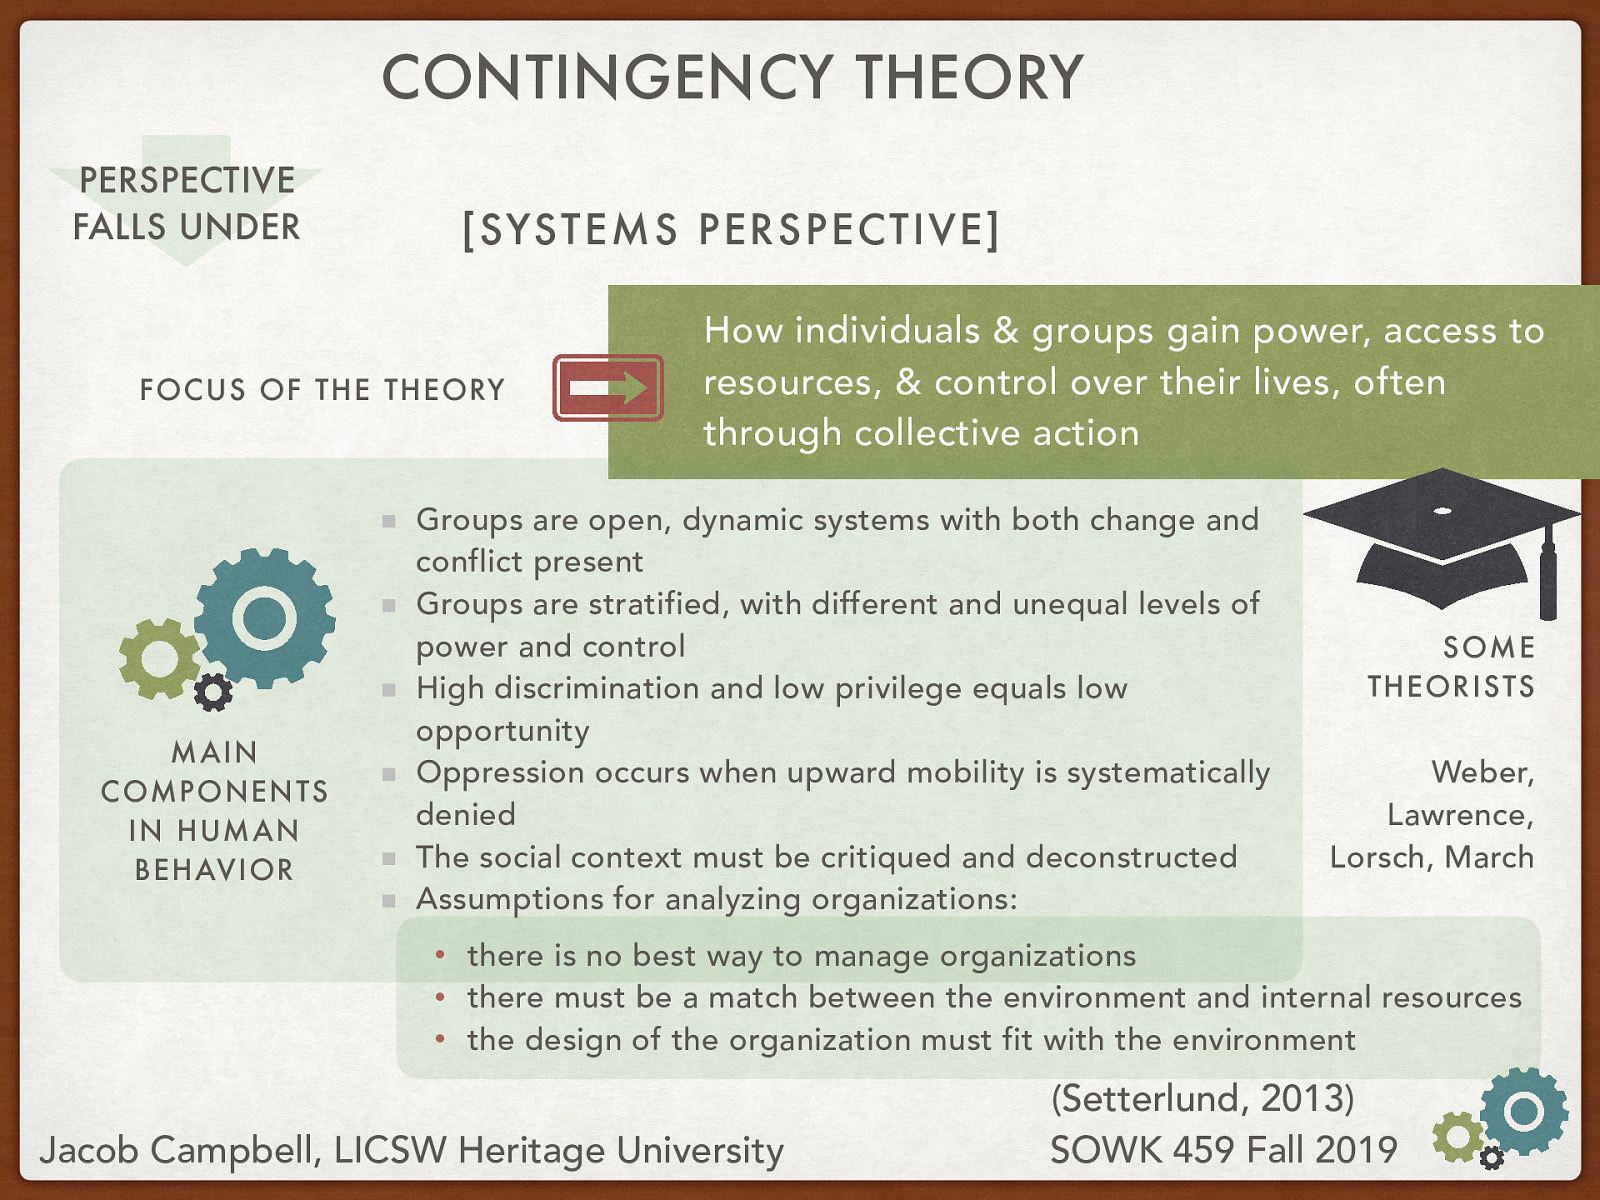 CONTINGENCY THEORY
PERSPECTIVE
FALLS UNDER
[SYSTEMS PERSPECTIVE]
FOCUS OF THE THEORY
How individuals & groups gain power, access to
resources, & control over their lives, often
through collective action
MAIN
COMPONENTS
IN HUMAN
BEHAVIOR
Groups are open, dynamic systems with both change and
conflict present
Groups are stratified, with different and unequal levels of
power and control
High discrimination and low privilege equals low
opportunity
Oppression occurs when upward mobility is systematically
denied
The social context must be critiqued and deconstructed
Assumptions for analyzing organizations:
• there is no best way to manage organizations
• there must be a match between the environment and internal resources
• the design of the organization must fit with the environment
SOME
THEORISTS
Weber,
Lawrence,
Lorsch, March
(Setterlund, 2013)
Jacob Campbell, LICSW Heritage University
SOWK 459 Fall 2019